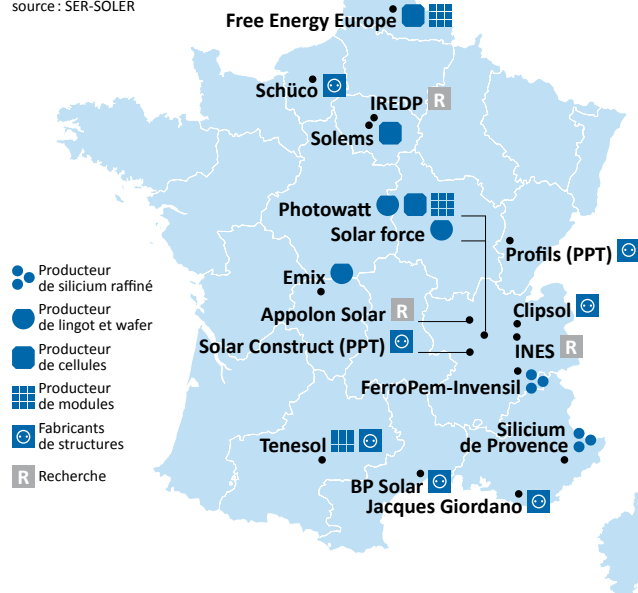 source : SER-SOLER
Free Energy Europe
Schüco
IREDP R
Solems
Photowatt
Solar force
Profils (PPT)
Emix
Appolon Solar R
Clipsol
Solar Construct (PPT)
INES R
FerroPem-Invensil
Silicium
de Provence
Tenesol
BP Solar
Jacques Giordano
Producteur
de silicium raffiné
Producteur
de lingot et wafer
Producteur
de cellules
Producteur
de modules
Fabricants
de structures
R Recherche